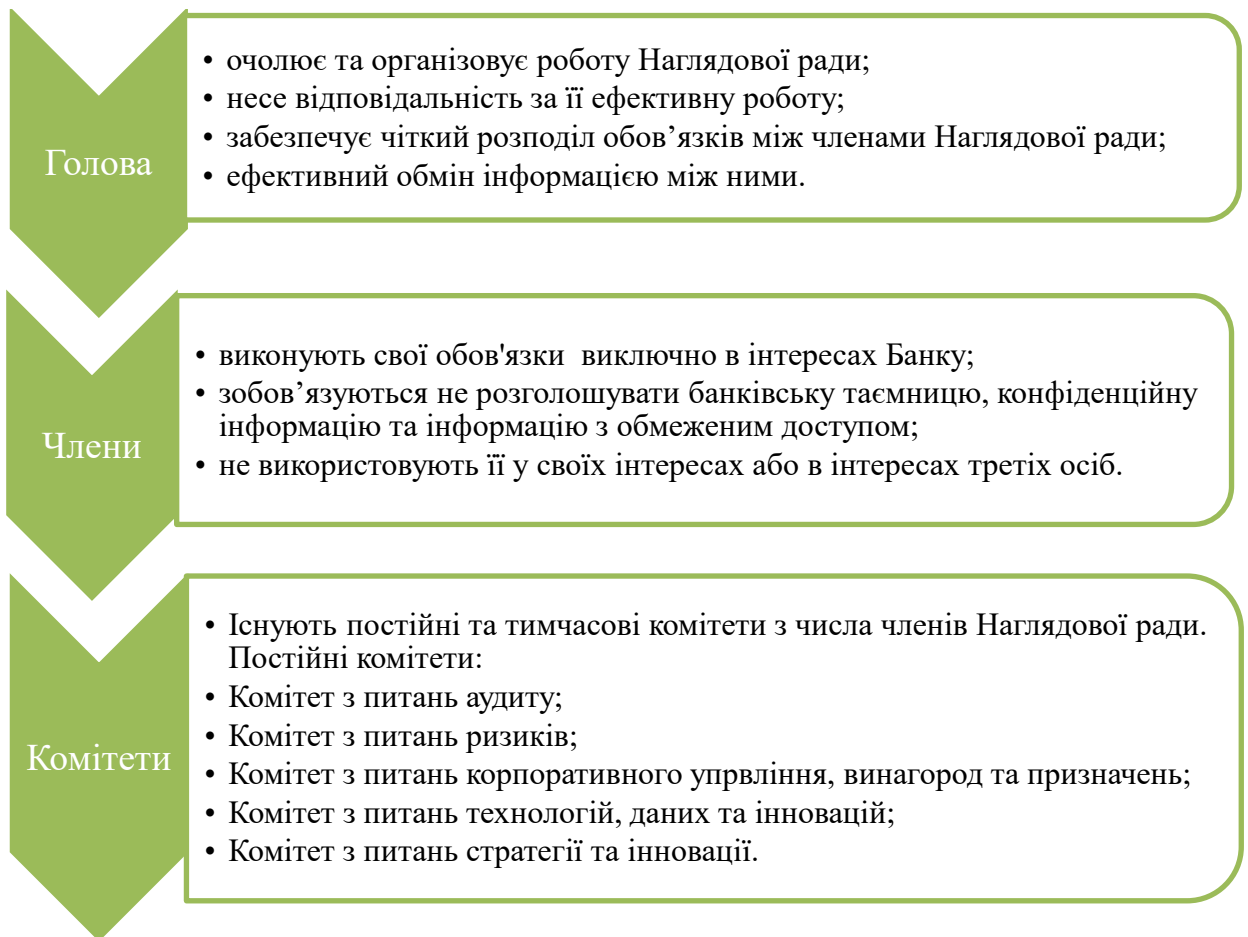 Голова
• очолює та організовує роботу Наглядової ради;
• несе відповідальність за її ефективну роботу;
• забезпечує чіткий розподіл обов’язків між членами Наглядової ради;
• ефективний обмін інформацією між ними.
Члени
• виконують свої обов'язки  виключно в інтересах Банку;
• зобов’язуються не розголошувати банківську таємницю, конфіденційну
інформацію та інформацію з обмеженим доступом;
• не використовують її у своїх інтересах або в інтересах третіх осіб.
Комітети
• Існують постійні та тимчасові комітети з числа членів Наглядової ради.
Постійні комітети:
• Комітет з питань аудиту;
• Комітет з питань ризиків;
• Комітет з питань корпоративного упрвління, винагород та призначень;
• Комітет з питань технологій, даних та інновацій;
• Комітет з питань стратегії та інновації.